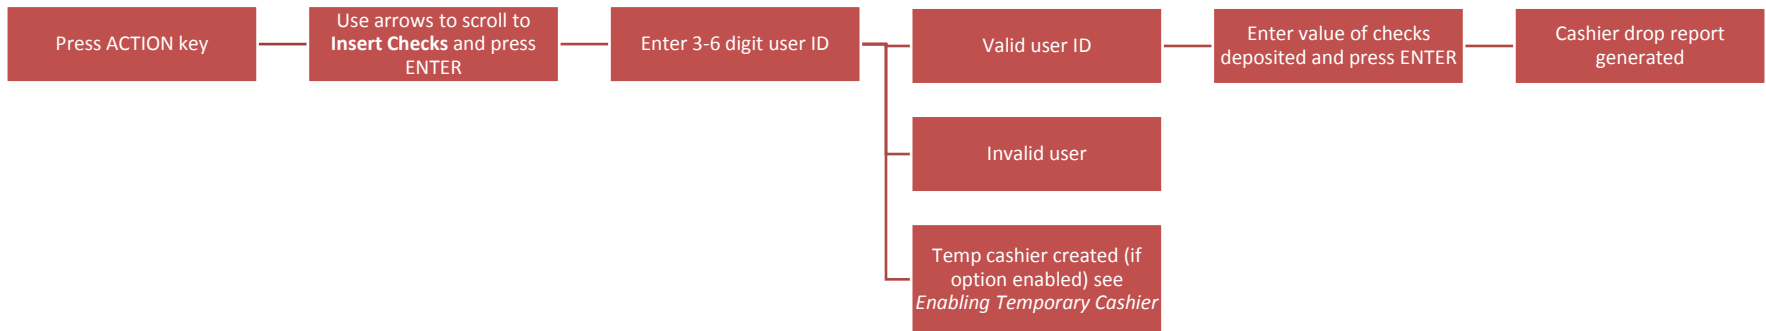 Press ACTION key
Use arrows to scroll to
Insert Checks and press
ENTER
Enter 3-6 digit user ID
Valid user ID
Enter value of checks
deposited and press ENTER
Cashier drop report
generated
Invalid user
Temp cashier created (if
option enabled) see
Enabling Temporary Cashier